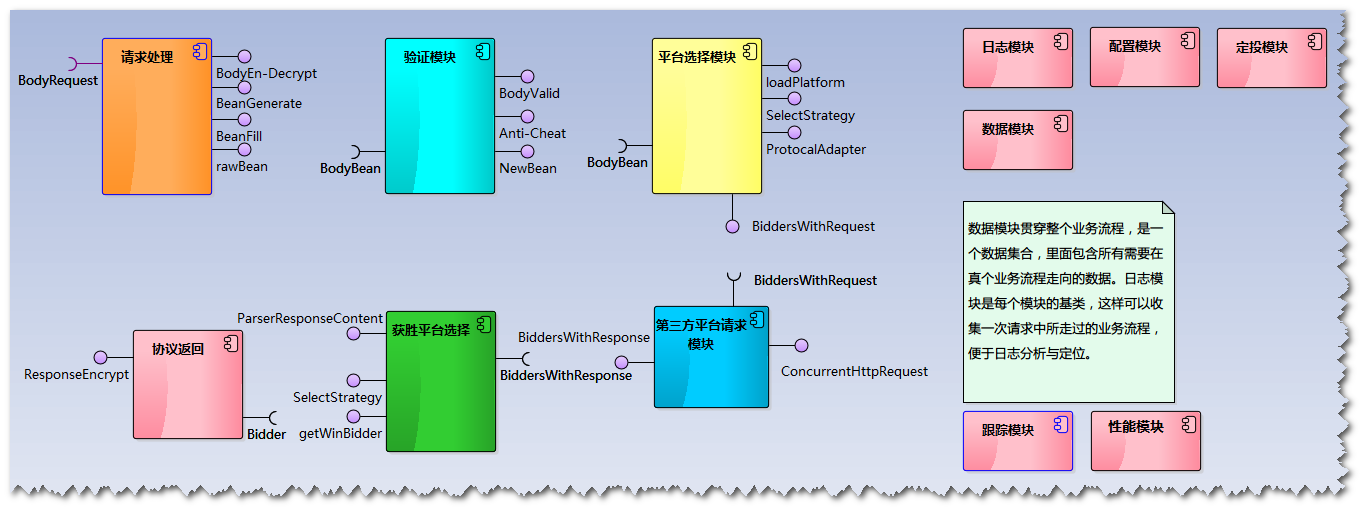 请求处理
BodyRequest
BodyEn-Decrypt
BeanGenerate
BeanFill
rawBean
验证模块
BodyBean
BodyValid
Anti-Cheat
NewBean
平台选择模块
BodyBean
loadPlatform
SelectStrategy
ProtocalAdapter
BiddersWithRequest
日志模块
配置模块
定投模块
数据模块
数据模块贯穿整个业务流程，是一
个数据集合，里面包含所有需要在
真个业务流程走向的数据。日志模
块是每个模块的基类，这样可以收
集一次请求中所走过的业务流程，
便于日志分析与定位。
协议返回
ResponseEncrypt
Bidder
获胜平台选择
ParserResponseContent
SelectStrategy
getWinBidder
BiddersWithResponse
第三方平台请求
模块
BiddersWithRequest
BiddersWithResponse
ConcurrentHttpRequest
跟踪模块
性能模块